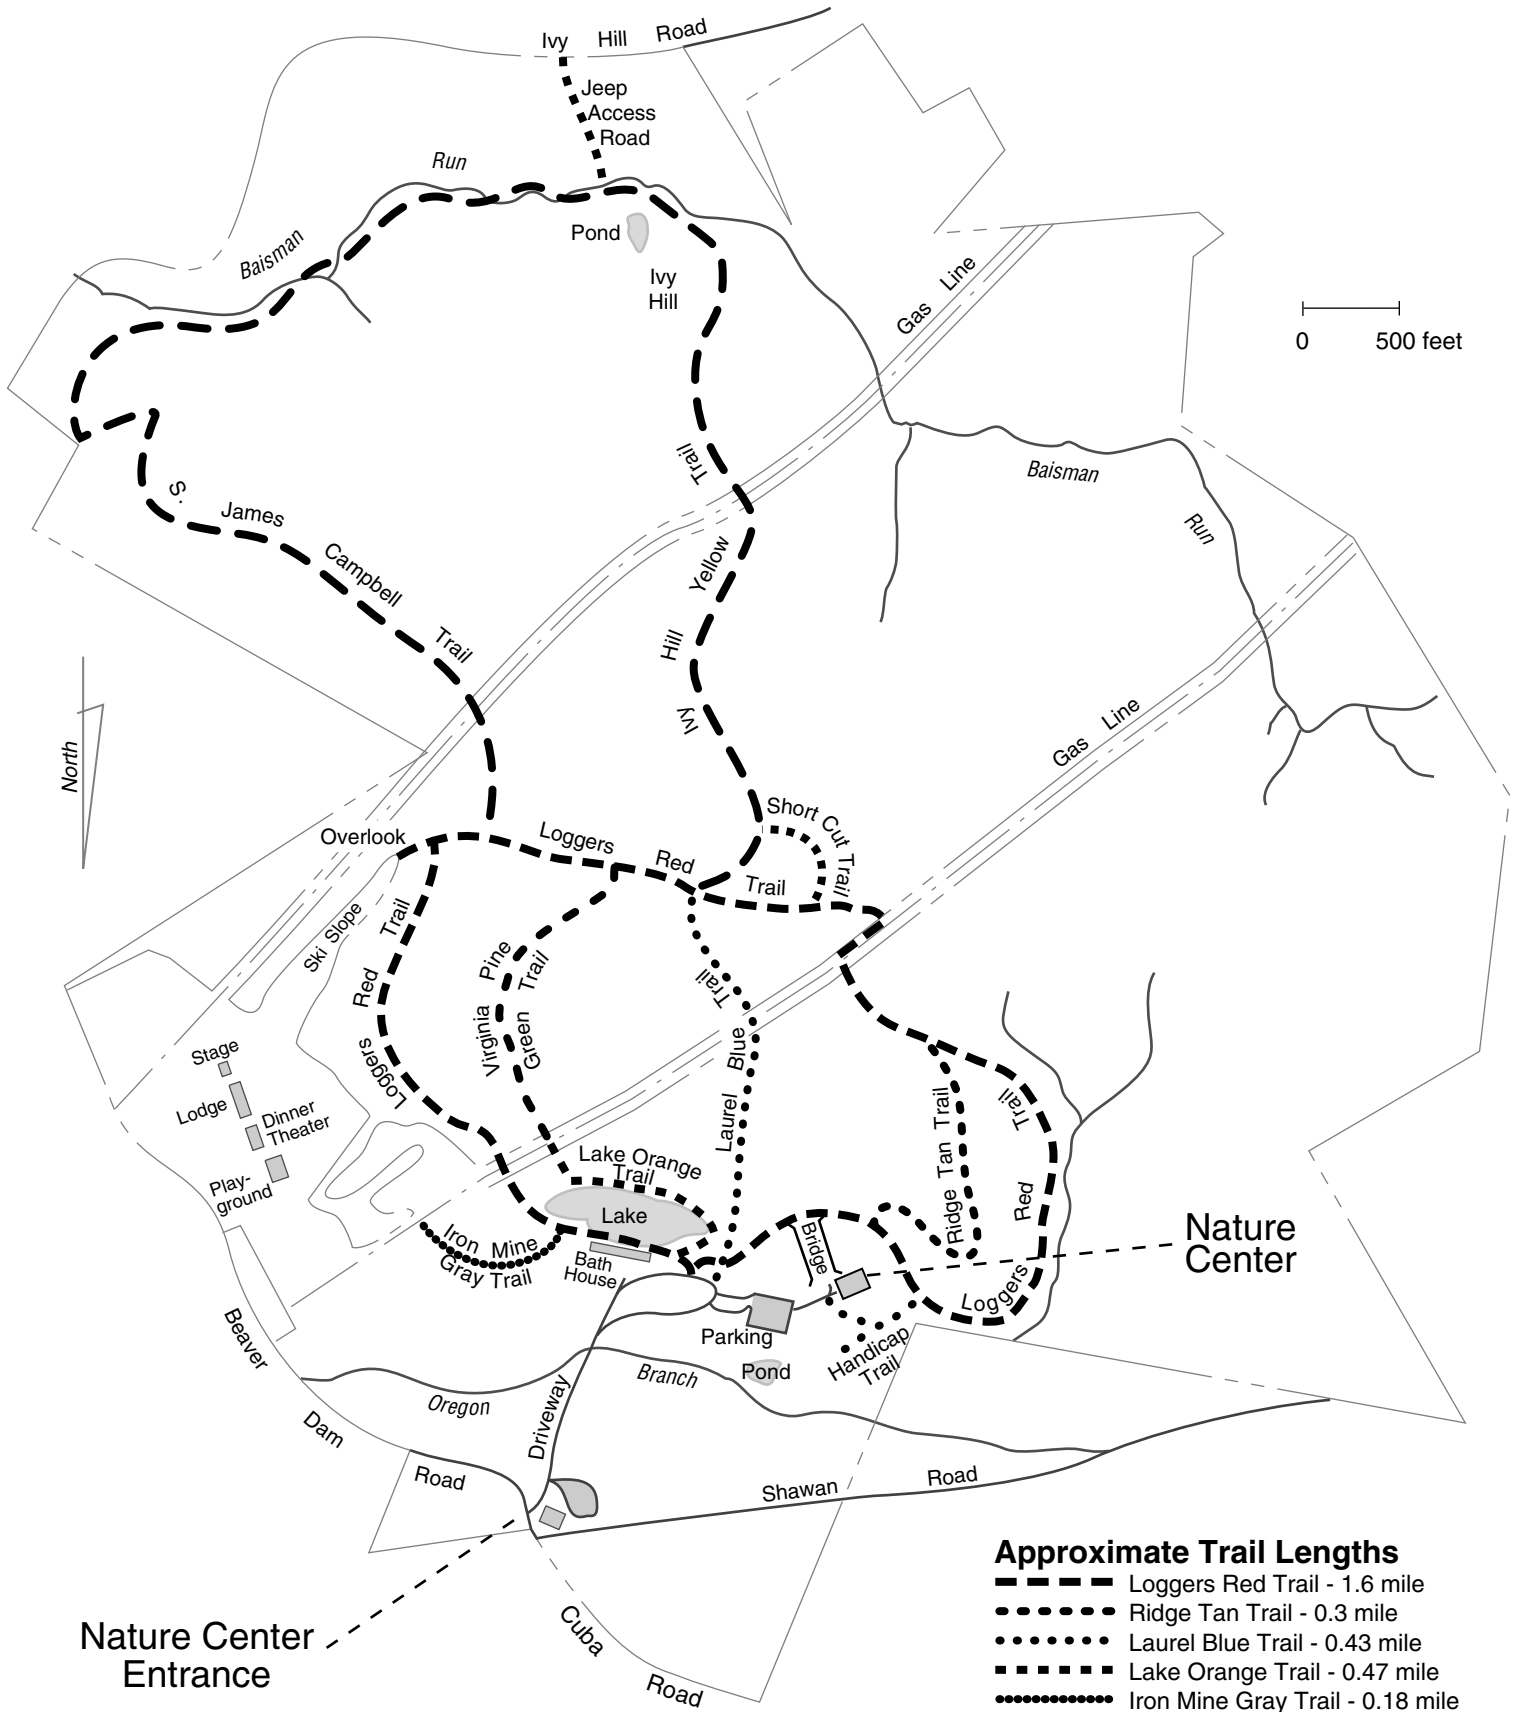 Ivy Hill Road
Jeep
Access
Road
Run
Baisman
Pond
Ivy
Hill
Gas Line
0 500 feet
Trail
Baisman
Run
S. James Campbell Trail
Yellow
Hill
Ivy
North
Gas Line
Short Cut Trail
Overlook
Loggers Red Trail
Ski Slope
Trail
Red
Loggers
Pine Trail
Virginia Green
Trail
Blue
Laurel
Stage
Lodge
Dinner
Theater
Play-
ground
Lake Orange
Trail
Lake
Iron Mine
Gray Trail
Bath
House
Ridge Tan Trail
Trail
Red
Loggers
Bridge
Nature
Center
Parking
Pond
Handicap
Trail
Beaver
Dam
Road
Oregon
Branch
Driveway
Shawan Road
Cuba
Road
Nature Center
Entrance
Approximate Trail Lengths
Loggers Red Trail - 1.6 mile
Ridge Tan Trail - 0.3 mile
Laurel Blue Trail - 0.43 mile
Lake Orange Trail - 0.47 mile
Iron Mine Gray Trail - 0.18 mile